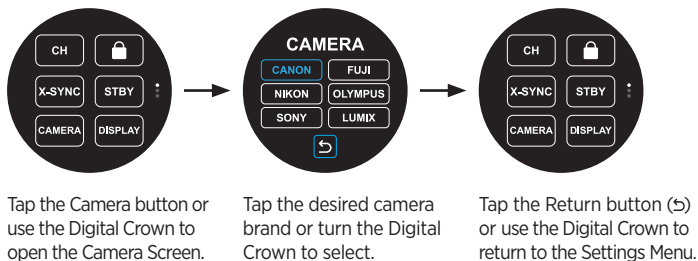 CH
X-SYNC STBY
CAMERA DISPLAY
Tap the Camera button or
use the Digital Crown to
open the Camera Screen.
CAMERA
CANON FUJI
NIKON OLYMPUS
SONY LUMIX
Tap the desired camera
brand or turn the Digital
Crown to select.
CH
X-SYNC STBY
CAMERA DISPLAY
Tap the Return button (⮌)
or use the Digital Crown to
return to the Settings Menu.